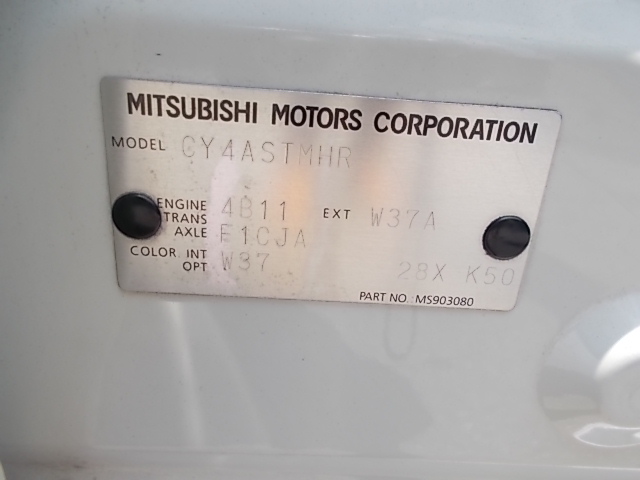 MITSUBISHI MOTORS CORPORATION
MODEL CY4ASTMHR
ENGINE 4B11 EXT W37A
TRANS
AXLE F1CJA
COLOR INT W37
OPT 28X K50
PART NO. MS903080